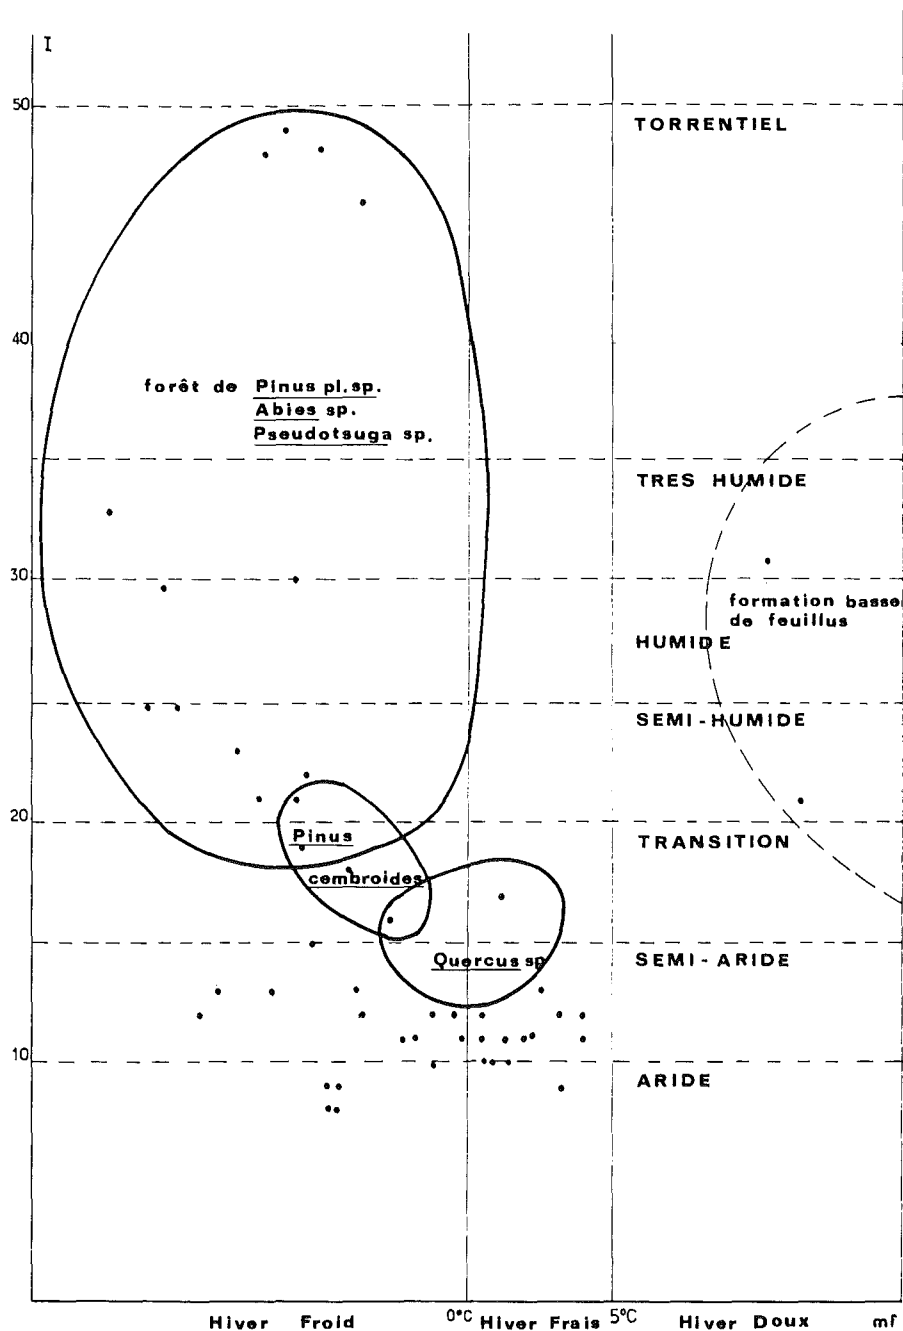 I
50
TORRENTIEL
40
forêt de Pinus pl.sp.
Abies sp.
Pseudotsuga sp.
TRES HUMIDE
30
formation basse
de feuillus
HUMIDE
SEMI-HUMIDE
20
Pinus
TRANSITION
cembroides
Quercus sp
SEMI-ARIDE
10
ARIDE
Hiver Froid 0°C Hiver Frais 5°C Hiver Doux mf